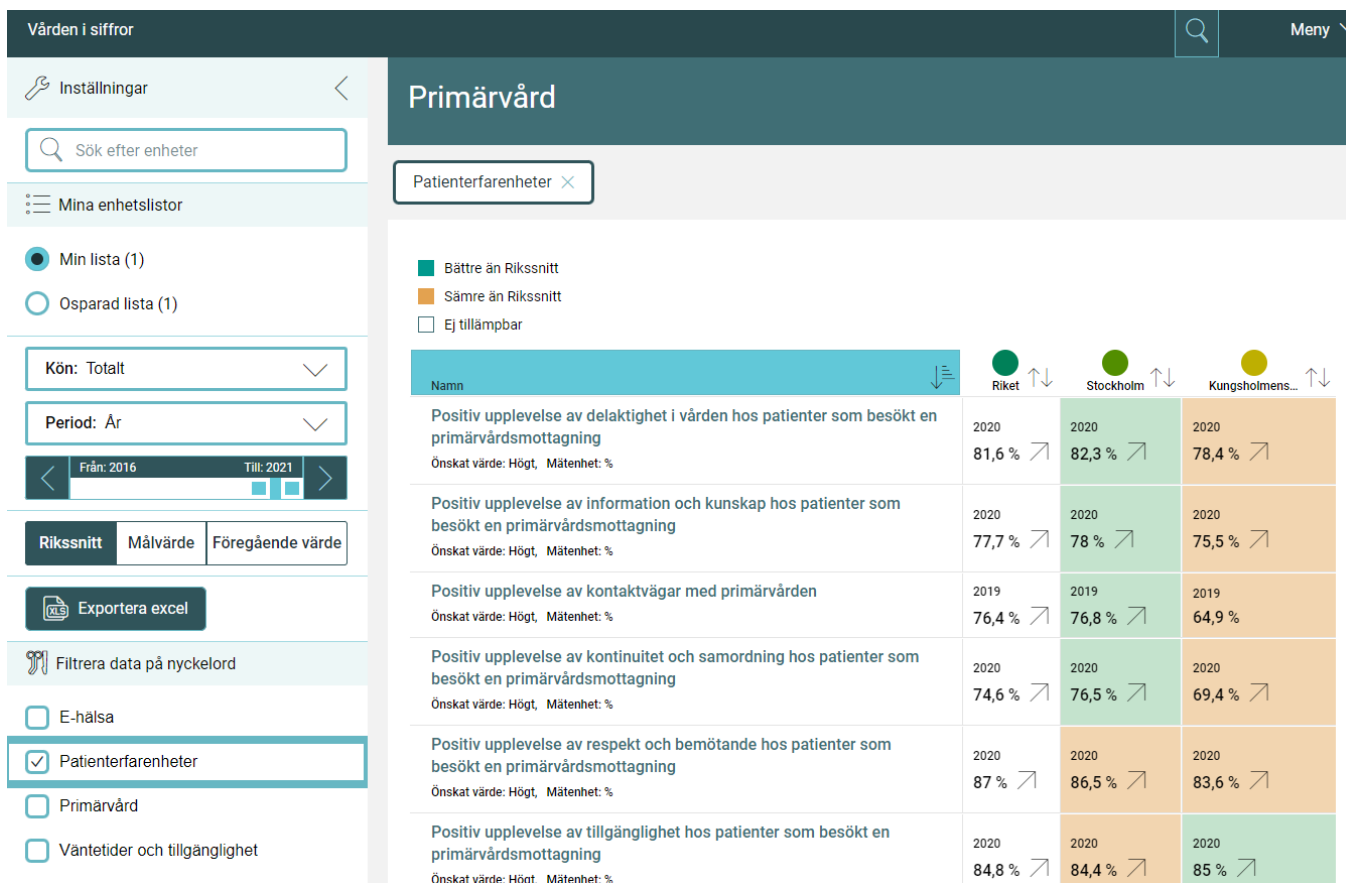 Vården i siffror
Meny
Inställningar
Sök efter enheter
Mina enhetslistor
Min lista (1)
Osparad lista (1)
Kön: Totalt
Period: År
Från: 2016 Till: 2021
Rikssnitt Målvärde Föregående värde
XLS Exportera excel
Filtrera data på nyckelord
E-hälsa
Patienterfarenheter
Primärvård
Väntetider och tillgänglighet
Primärvård
Patienterfarenheter
Bättre än Rikssnitt
Sämre än Rikssnitt
Ej tillämpbar
Namn Riket Stockholm Kungsholmens...
Positiv upplevelse av delaktighet i vården hos patienter som besökt en
primärvårdsmottagning
Önskat värde: Högt, Mätenhet: %
2020 2020 2020
81,6 % 82,3 % 78,4 %
Positiv upplevelse av information och kunskap hos patienter som
besökt en primärvårdsmottagning
Önskat värde: Högt, Mätenhet: %
2020 2020 2020
77,7 % 78 % 75,5 %
Positiv upplevelse av kontaktvägar med primärvården
Önskat värde: Högt, Mätenhet: %
2019 2019 2019
76,4 % 76,8 % 64,9 %
Positiv upplevelse av kontinuitet och samordning hos patienter som
besökt en primärvårdsmottagning
Önskat värde: Högt, Mätenhet: %
2020 2020 2020
74,6 % 76,5 % 69,4 %
Positiv upplevelse av respekt och bemötande hos patienter som
besökt en primärvårdsmottagning
Önskat värde: Högt, Mätenhet: %
2020 2020 2020
87 % 86,5 % 83,6 %
Positiv upplevelse av tillgänglighet hos patienter som besökt en
primärvårdsmottagning
Önskat värde: Högt, Mätenhet: %
2020 2020 2020
84,8 % 84,4 % 85 %